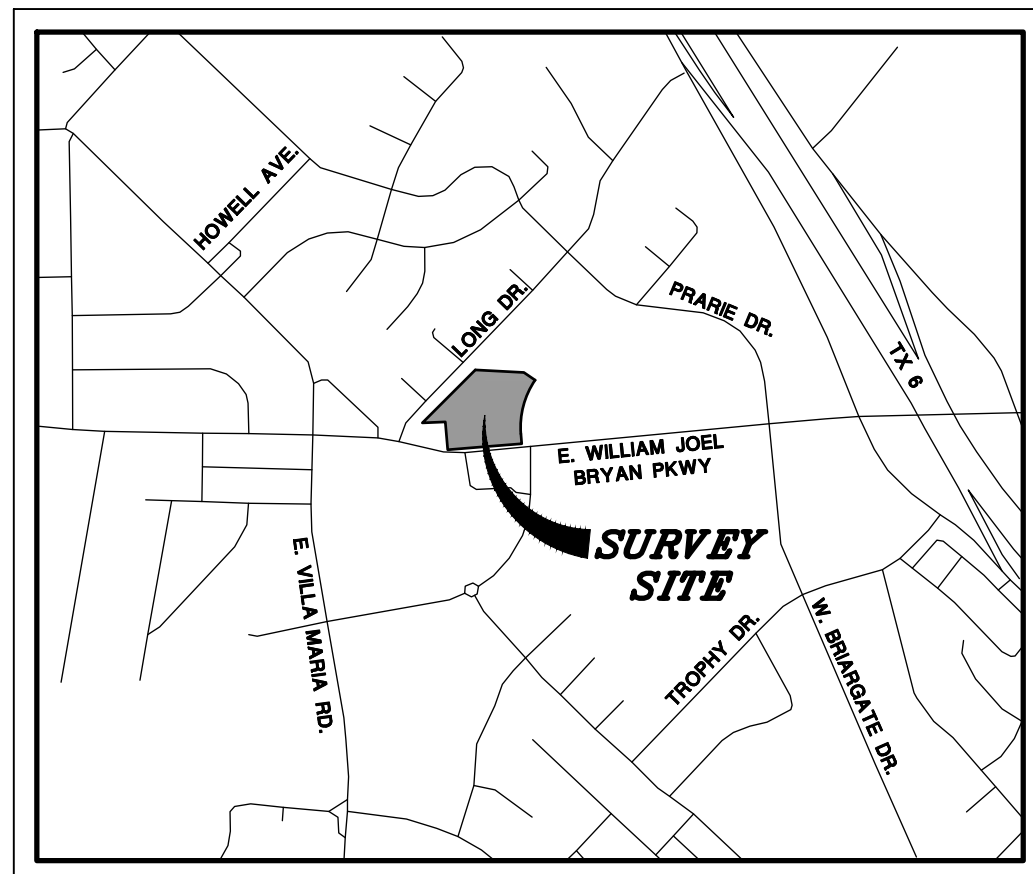 HOWELL AVE.
LONG DR.
PRARIE DR.
TX 6
E. WILLIAM JOEL
BRYAN PKWY
SURVEY
SITE
E. VILLA MARIA RD.
TROPHY DR.
W. BRIARGATE DR.